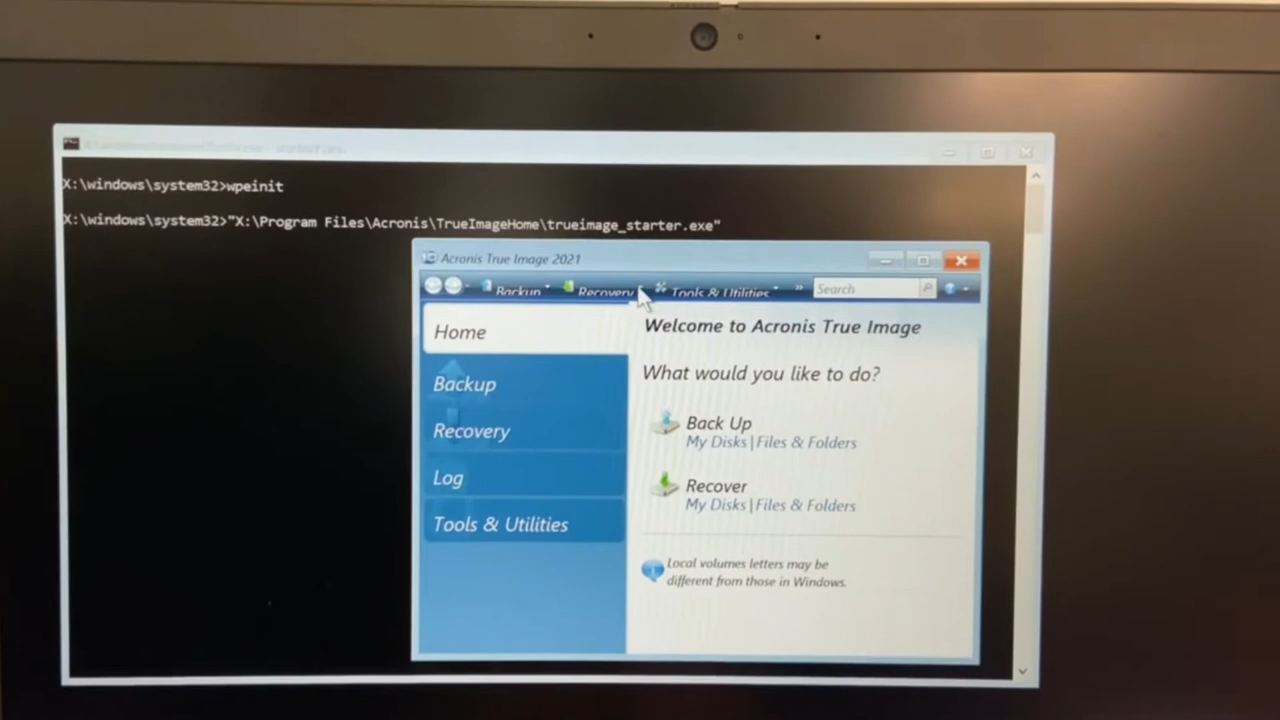 X:\windows\system32>wpeinit
X:\windows\system32>"X:\Program Files\Acronis\TrueImageHome\trueimage_starter.exe"
Acronis True Image 2021
Backup Recovery Tools & Utilities » Search
Home
Backup
Recovery
Log
Tools & Utilities
Welcome to Acronis True Image
What would you like to do?
Back Up
My Disks|Files & Folders
Recover
My Disks|Files & Folders
Local volumes letters may be
different from those in Windows.